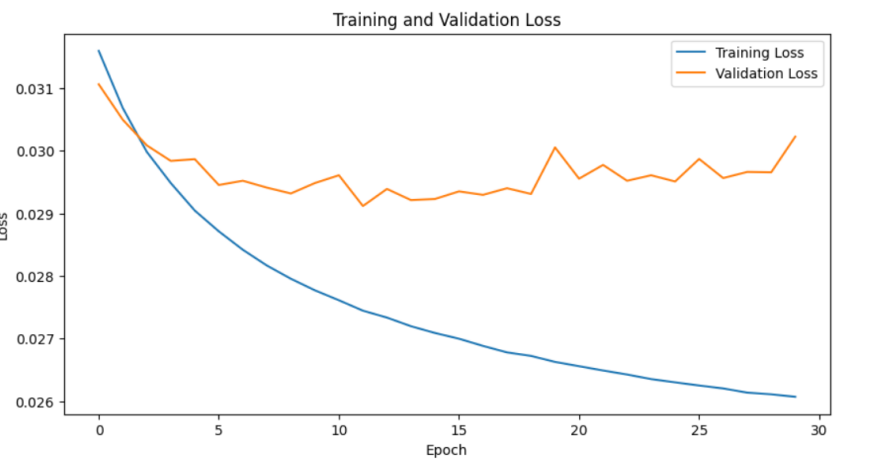 Training and Validation Loss
Training Loss
Validation Loss
0.031
0.030
0.029
0.028
0.027
0.026
Loss
0 5 10 15 20 25 30
Epoch